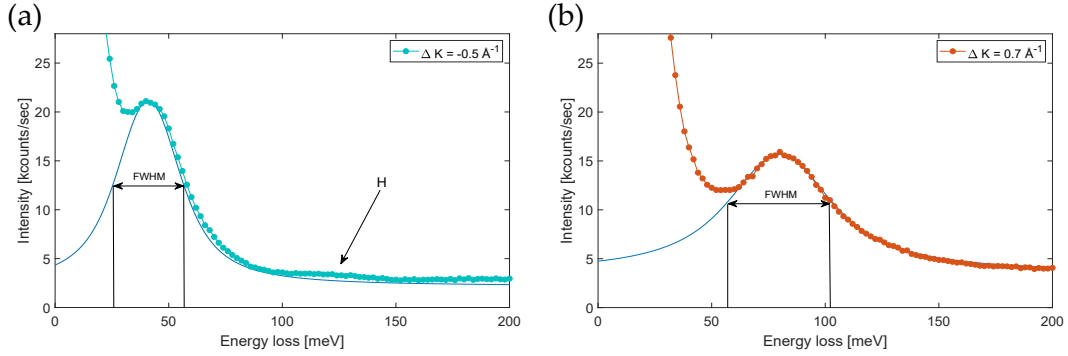 (a)
Δ K = -0.5 Å⁻¹
25
20
15
10
5
0
Intensity [kcounts/sec]
FWHM
H
0 50 100 150 200
Energy loss [meV]
(b)
Δ K = 0.7 Å⁻¹
25
20
15
10
5
0
Intensity [kcounts/sec]
FWHM
0 50 100 150 200
Energy loss [meV]